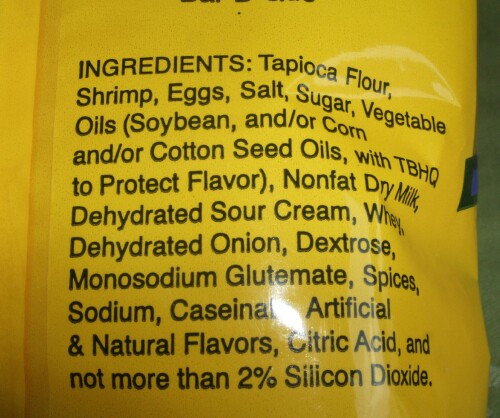 INGREDIENTS: Tapioca Flour,
Shrimp, Eggs, Salt, Sugar, Vegetable
Oils (Soybean, and/or Corn
and/or Cotton Seed Oils, with TBHQ
to Protect Flavor), Nonfat Dry Milk,
Dehydrated Sour Cream, Whey,
Dehydrated Onion, Dextrose,
Monosodium Glutemate, Spices,
Sodium, Artificial
& Natural Flavors, Citric Acid, and
not more than 2% Silicon Dioxide.